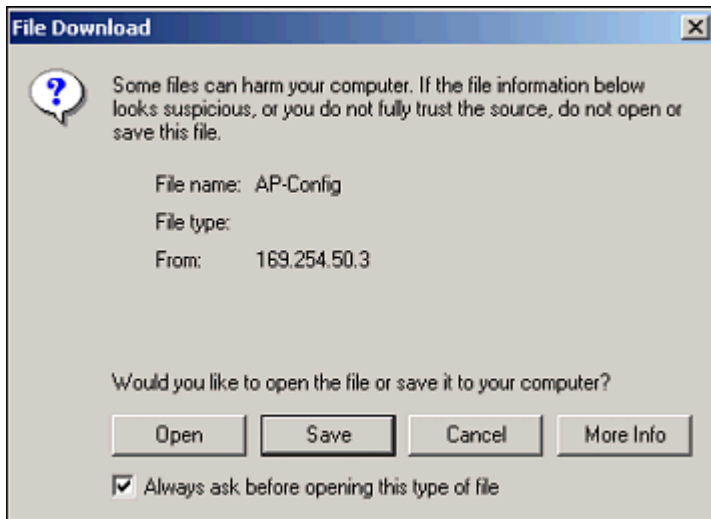 File Download
Some files can harm your computer. If the file information below
looks suspicious, or you do not fully trust the source, do not open or
save this file.
File name: AP-Config
File type:
From: 169.254.50.3
Would you like to open the file or save it to your computer?
Open Save Cancel More Info
Always ask before opening this type of file